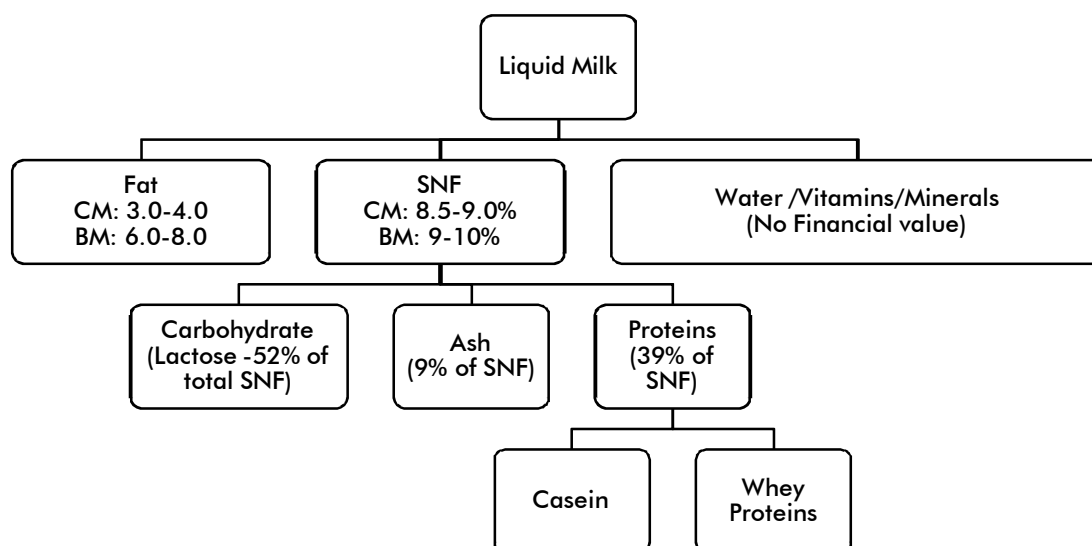 Liquid Milk
Fat
CM: 3.0-4.0
BM: 6.0-8.0
SNF
CM: 8.5-9.0%
BM: 9-10%
Water /Vitamins/Minerals
(No Financial value)
Carbohydrate
(Lactose -52% of
total SNF)
Ash
(9% of SNF)
Proteins
(39% of
SNF)
Casein
Whey
Proteins